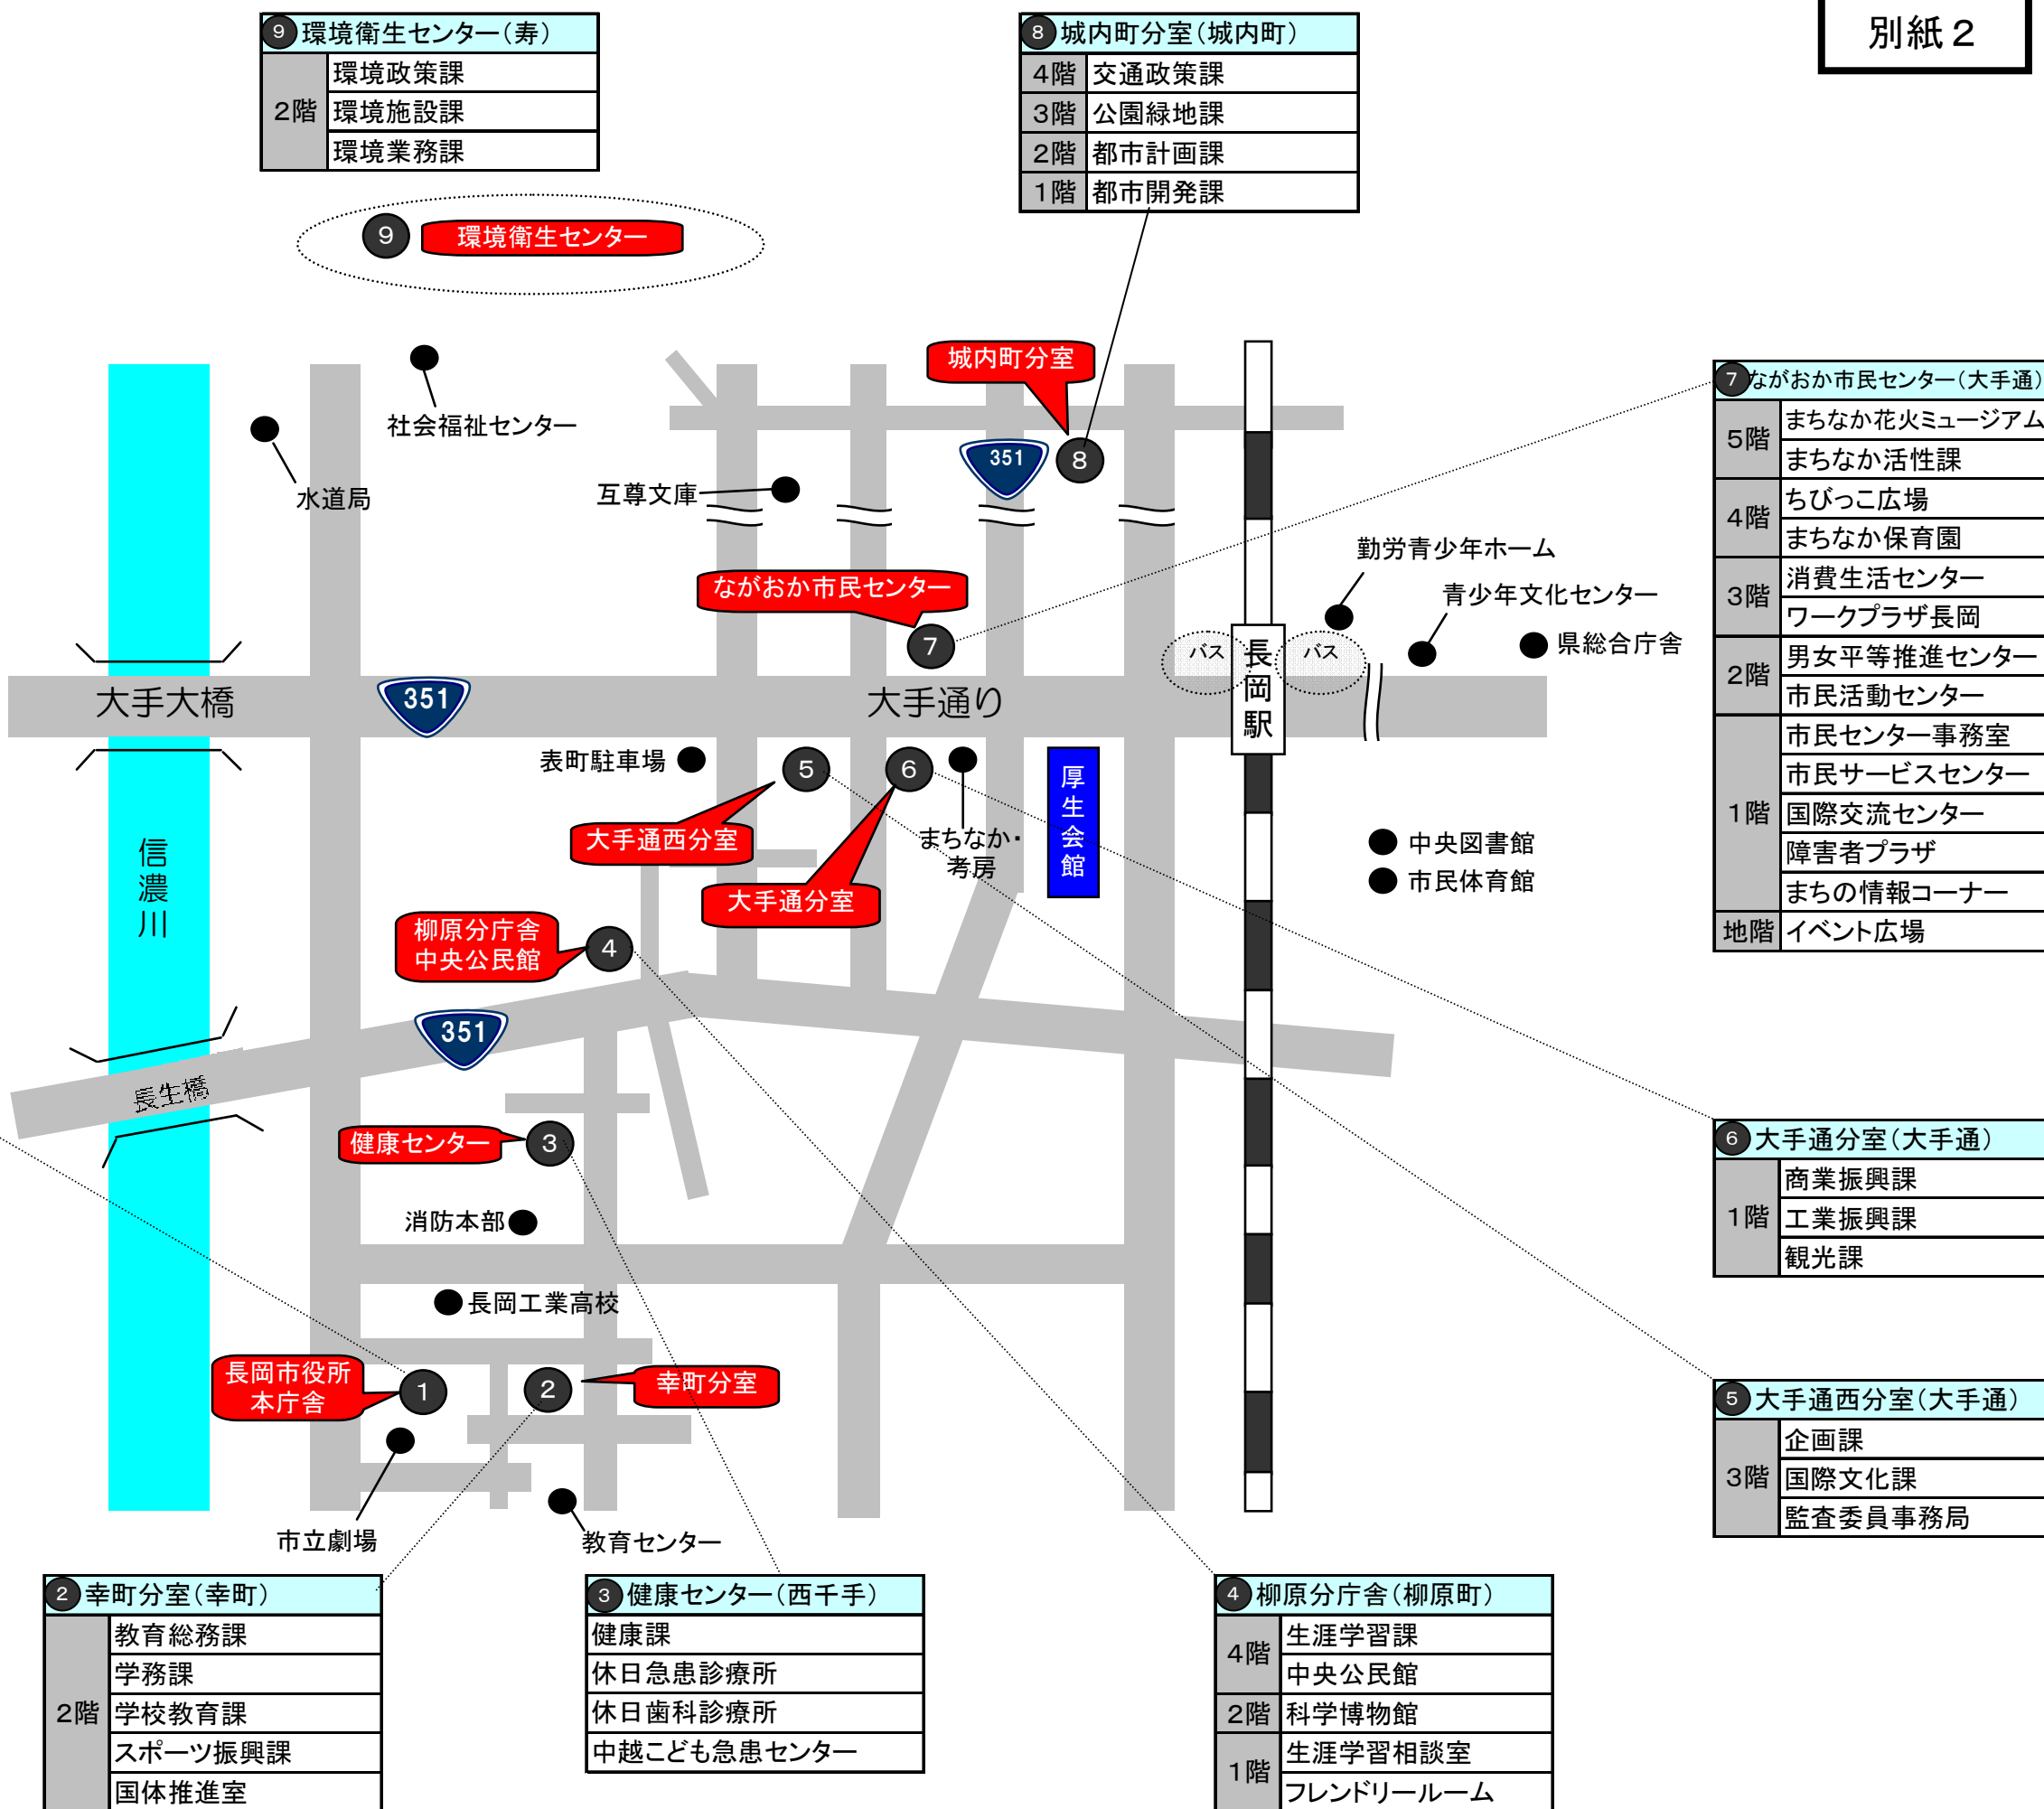 別紙２
9 環境衛生センター（寿）
2階
環境政策課
環境施設課
環境業務課
8 城内町分室（城内町）
4階 交通政策課
3階 公園緑地課
2階 都市計画課
1階 都市開発課
9 環境衛生センター
城内町分室
社会福祉センター
水道局
互尊文庫
351
8
7 ながおか市民センター（大手通）
5階
まちなか花火ミュージアム
まちなか活性課
4階
ちびっこ広場
まちなか保育園
3階
消費生活センター
ワークプラザ長岡
2階
男女平等推進センター
市民活動センター
1階
市民センター事務室
市民サービスセンター
国際交流センター
障害者プラザ
まちの情報コーナー
地階 イベント広場
勤労青少年ホーム
青少年文化センター
県総合庁舎
ながおか市民センター
7
バス
長岡駅
バス
大手大橋
351
大手通り
表町駐車場
5
6
大手通西分室
まちなか・
考房
厚生会館
中央図書館
市民体育館
信濃川
大手通分室
柳原分庁舎
中央公民館
4
351
長生橋
健康センター
3
消防本部
長岡工業高校
長岡市役所
本庁舎
1
2
幸町分室
市立劇場
教育センター
6 大手通分室（大手通）
1階
商業振興課
工業振興課
観光課
5 大手通西分室（大手通）
3階
企画課
国際文化課
監査委員事務局
2 幸町分室（幸町）
2階
教育総務課
学務課
学校教育課
スポーツ振興課
国体推進室
3 健康センター（西千手）
健康課
休日急患診療所
休日歯科診療所
中越こども急患センター
4 柳原分庁舎（柳原町）
4階
生涯学習課
中央公民館
2階 科学博物館
1階
生涯学習相談室
フレンドリールーム